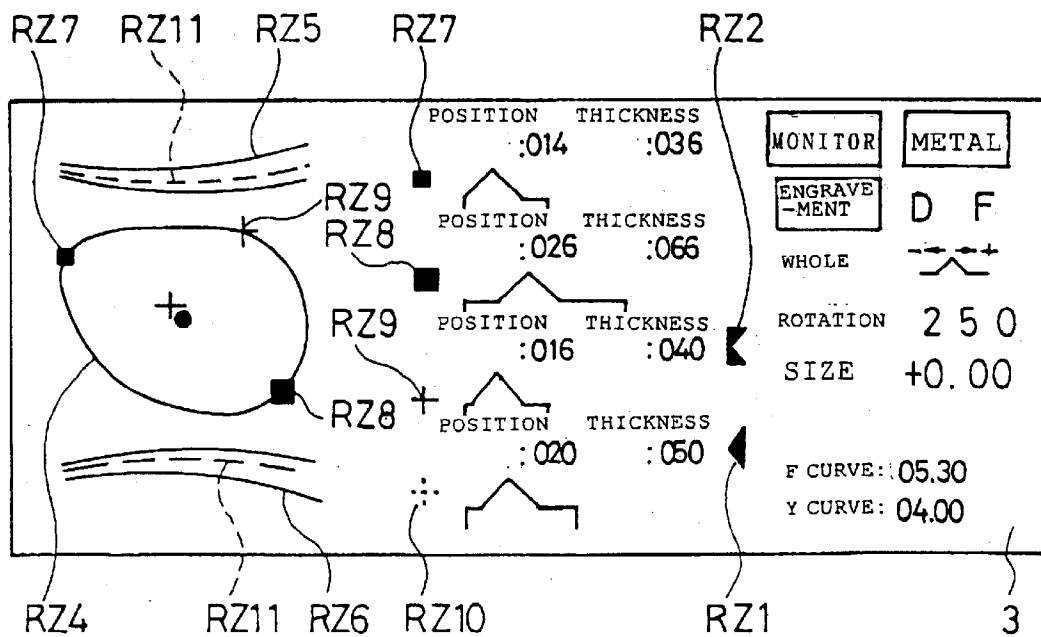 RZ7 RZ11 RZ5 RZ7 RZ2
POSITION THICKNESS
:014 :036
MONITOR METAL
ENGRAVE
-MENT D F
RZ9
RZ8
POSITION THICKNESS
:026 :066
WHOLE - +
RZ9
POSITION THICKNESS
:016 :040
ROTATION 250
SIZE +0.00
RZ8
POSITION THICKNESS
:020 :050
F CURVE: 05.30
Y CURVE: 04.00
RZ4 RZ11 RZ6 RZ10 RZ1 3